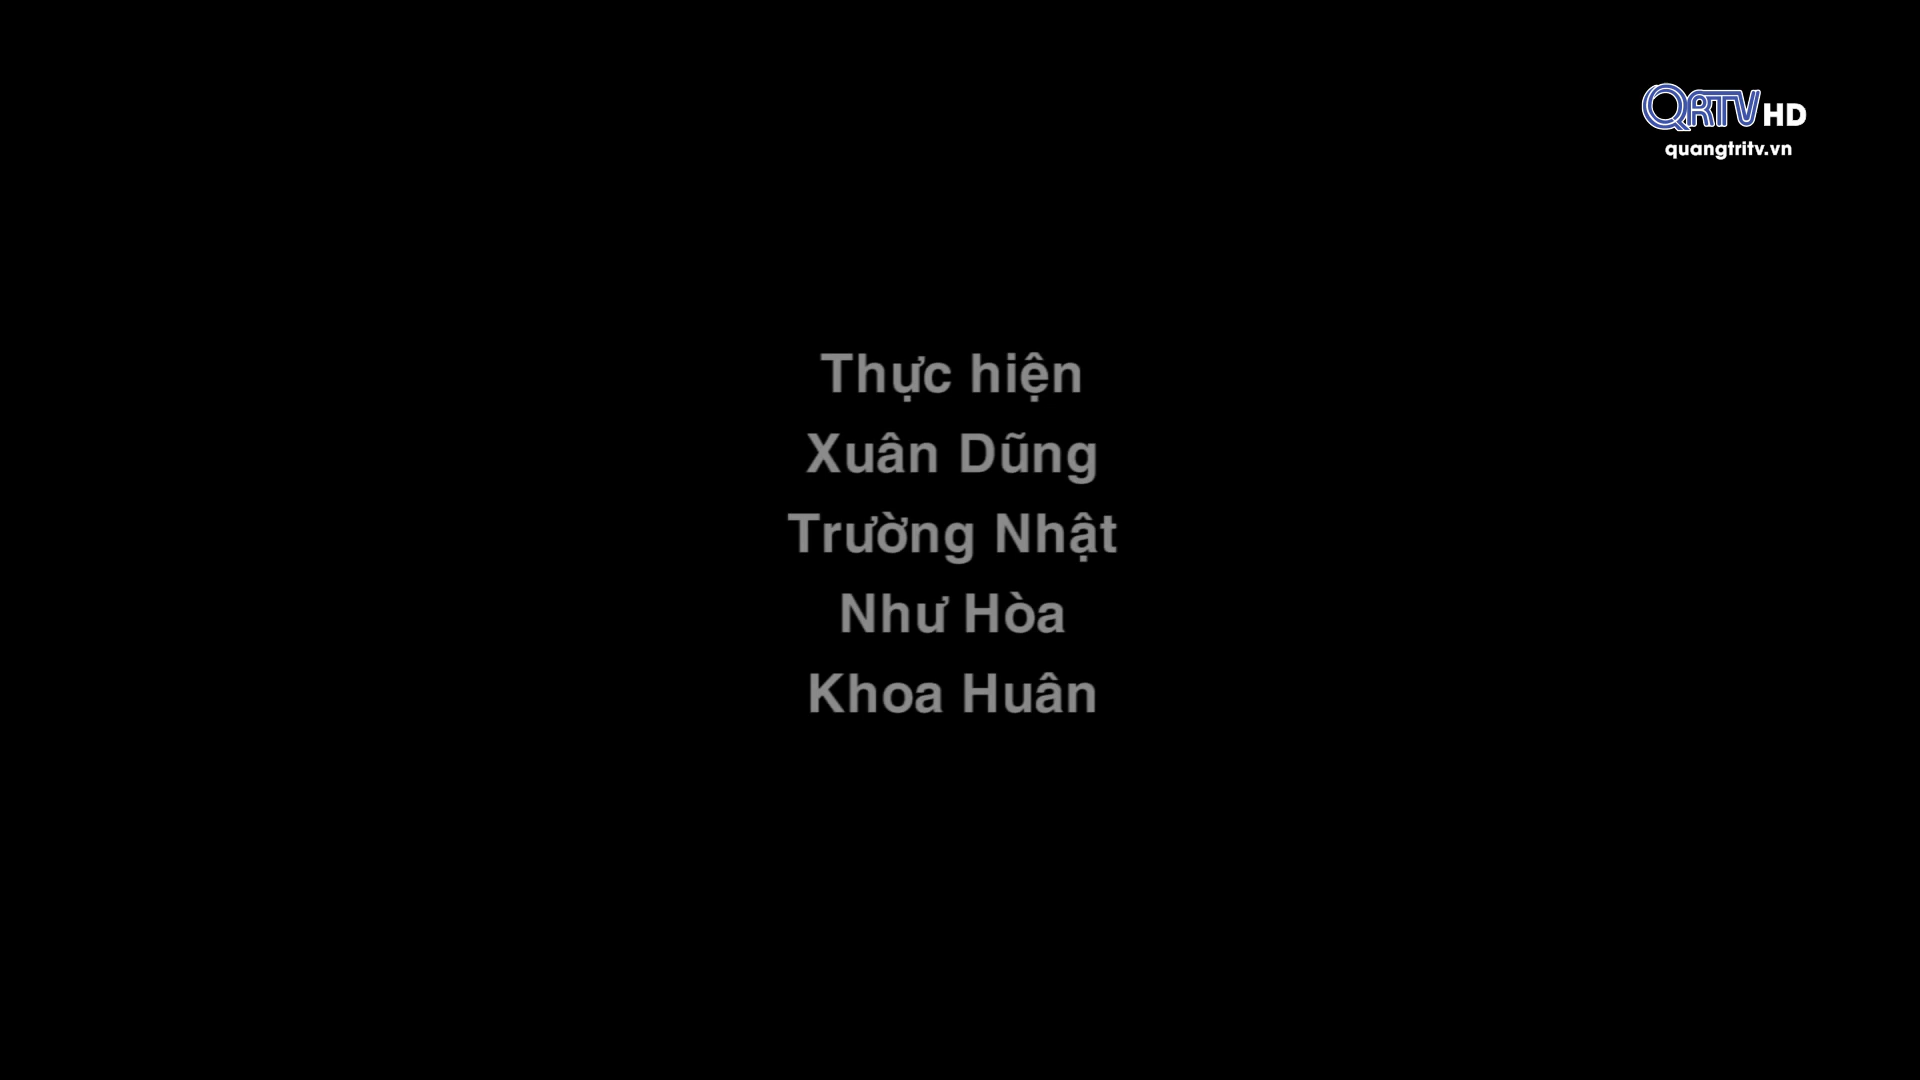 QRTV HD
quangtritv.vn
Thực hiện
Xuân Dũng
Trường Nhật
Như Hòa
Khoa Huân